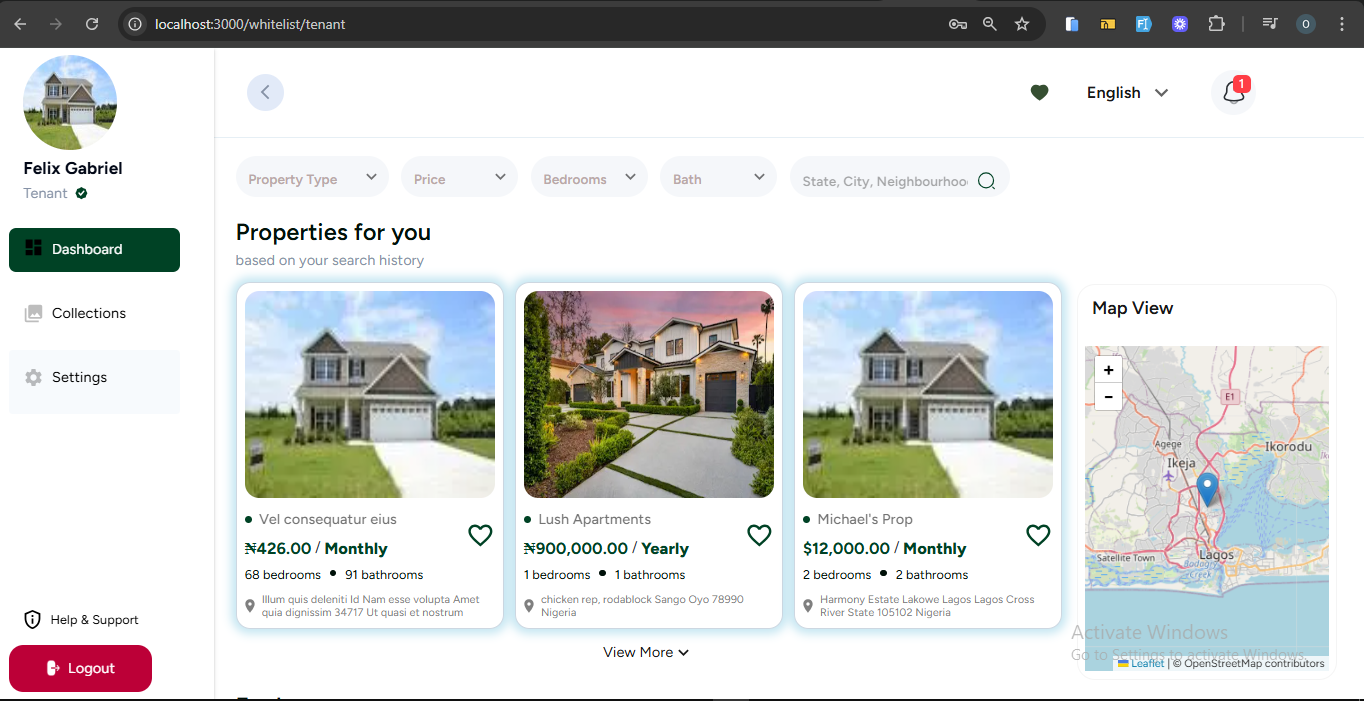 localhost:3000/whitelist/tenant
O
Felix Gabriel
Tenant
Dashboard
Collections
Settings
Help & Support
Logout
English
1
Property Type
Price
Bedrooms
Bath
State, City, Neighbourhoo
Properties for you
based on your search history
Vel consequatur eius
₦426.00 / Monthly
68 bedrooms • 91 bathrooms
Illum quis deleniti Id Nam esse volupta Amet
quia dignissim 34717 Ut quasi et nostrum
Lush Apartments
₦900,000.00 / Yearly
1 bedrooms • 1 bathrooms
chicken rep, rodablock Sango Oyo 78990
Nigeria
Michael's Prop
$12,000.00 / Monthly
2 bedrooms • 2 bathrooms
Harmony Estate Lakowe Lagos Lagos Cross
River State 105102 Nigeria
View More
Map View
+
-
E1
Agege
Ikeja
Ikorodu
Satellite Town
Lagos
Badagry
Creek
Activate Windows
Go to Settings to activate Windows.
Leaflet | © OpenStreetMap contributors